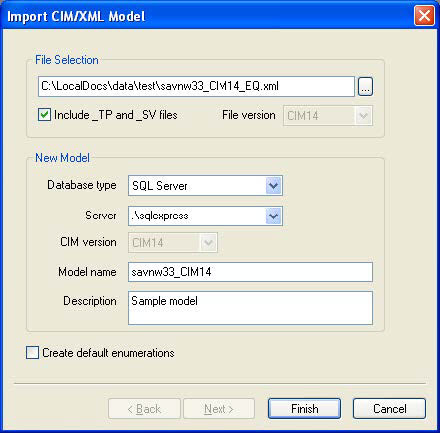 Import CIM/XML Model
File Selection
C:\LocalDocs\data\test\savnw33_CIM14_EQ.xml
...
Include _TP and _SV files
File version
CIM14
New Model
Database type
SQL Server
Server
.\sqlexpress
CIM version
CIM14
Model name
savnw33_CIM14
Description
Sample model
Create default enumerations
< Back
Next >
Finish
Cancel